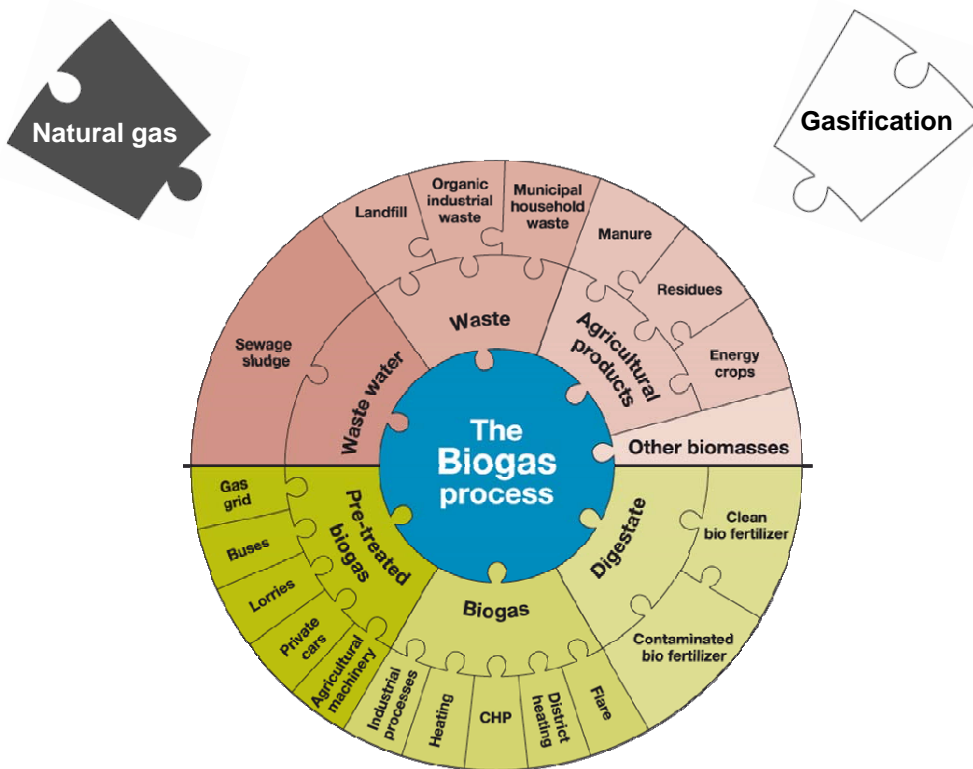 Natural gas
Gasification
Landfill
Organic
industrial
waste
Municipal
household
waste
Manure
Residues
Energy
crops
Sewage
sludge
Waste water
Waste
Agricultural
products
Other biomasses
The
Biogas
process
Gas
grid
Buses
Lorries
Private
cars
Agricultural
machinery
Pre-treated
biogas
Biogas
Digestate
Industrial
processes
Heating
CHP
District
heating
Flare
Clean
bio fertilizer
Contaminated
bio fertilizer